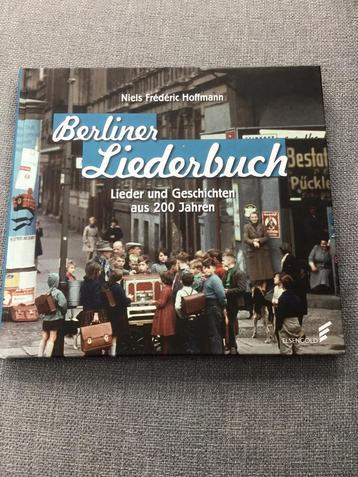 Niels Frédéric Hoffmann
Berliner
Liederbuch
Lieder und Geschichten
aus 200 Jahren
Bestat
Pückle
ELSENGOLD